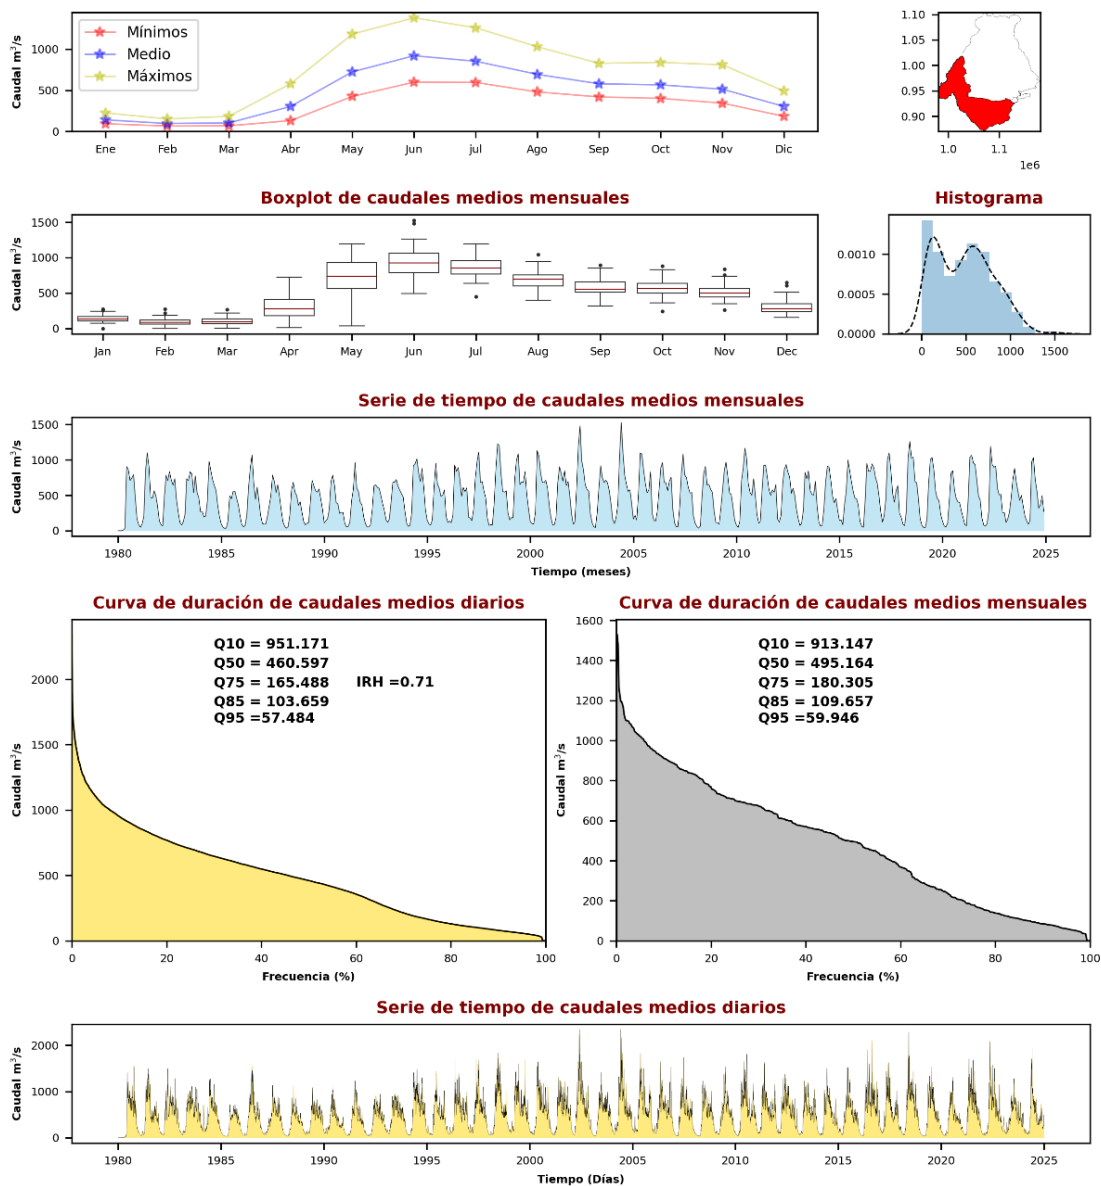 Caudal m³/s
1000
500
0
Mínimos
Medio
Máximos
Ene Feb Mar Abr May Jun jul Ago Sep Oct Nov Dic
1.10
1.05
1.00
0.95
0.90
1.0 1.1
1e6
Boxplot de caudales medios mensuales
Caudal m³/s
1500
1000
500
0
Jan Feb Mar Apr May Jun Jul Aug Sep Oct Nov Dec
Histograma
0.0010
0.0005
0.0000
0 500 1000 1500
Serie de tiempo de caudales medios mensuales
Caudal m³/s
1500
1000
500
0
1980 1985 1990 1995 2000 2005 2010 2015 2020 2025
Tiempo (meses)
Curva de duración de caudales medios diarios
Caudal m³/s
2000
1500
1000
500
0
Q10 = 951.171
Q50 = 460.597
Q75 = 165.488 IRH =0.71
Q85 = 103.659
Q95 =57.484
0 20 40 60 80 100
Frecuencia (%)
Curva de duración de caudales medios mensuales
Caudal m³/s
1600
1400
1200
1000
800
600
400
200
0
Q10 = 913.147
Q50 = 495.164
Q75 = 180.305
Q85 = 109.657
Q95 =59.946
0 20 40 60 80 100
Frecuencia (%)
Serie de tiempo de caudales medios diarios
Caudal m³/s
2000
1000
0
1980 1985 1990 1995 2000 2005 2010 2015 2020 2025
Tiempo (Días)